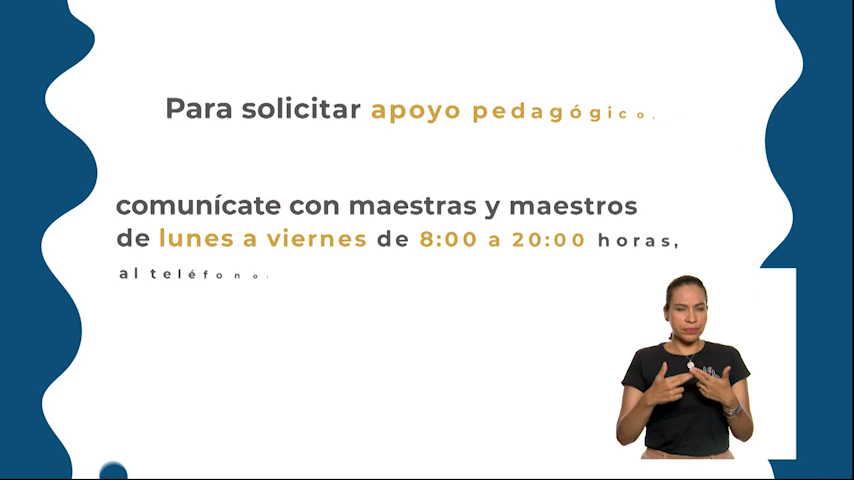 Para solicitar apoyo pedagógico,
comunícate con maestras y maestros
de lunes a viernes de 8:00 a 20:00 horas,
al teléfono